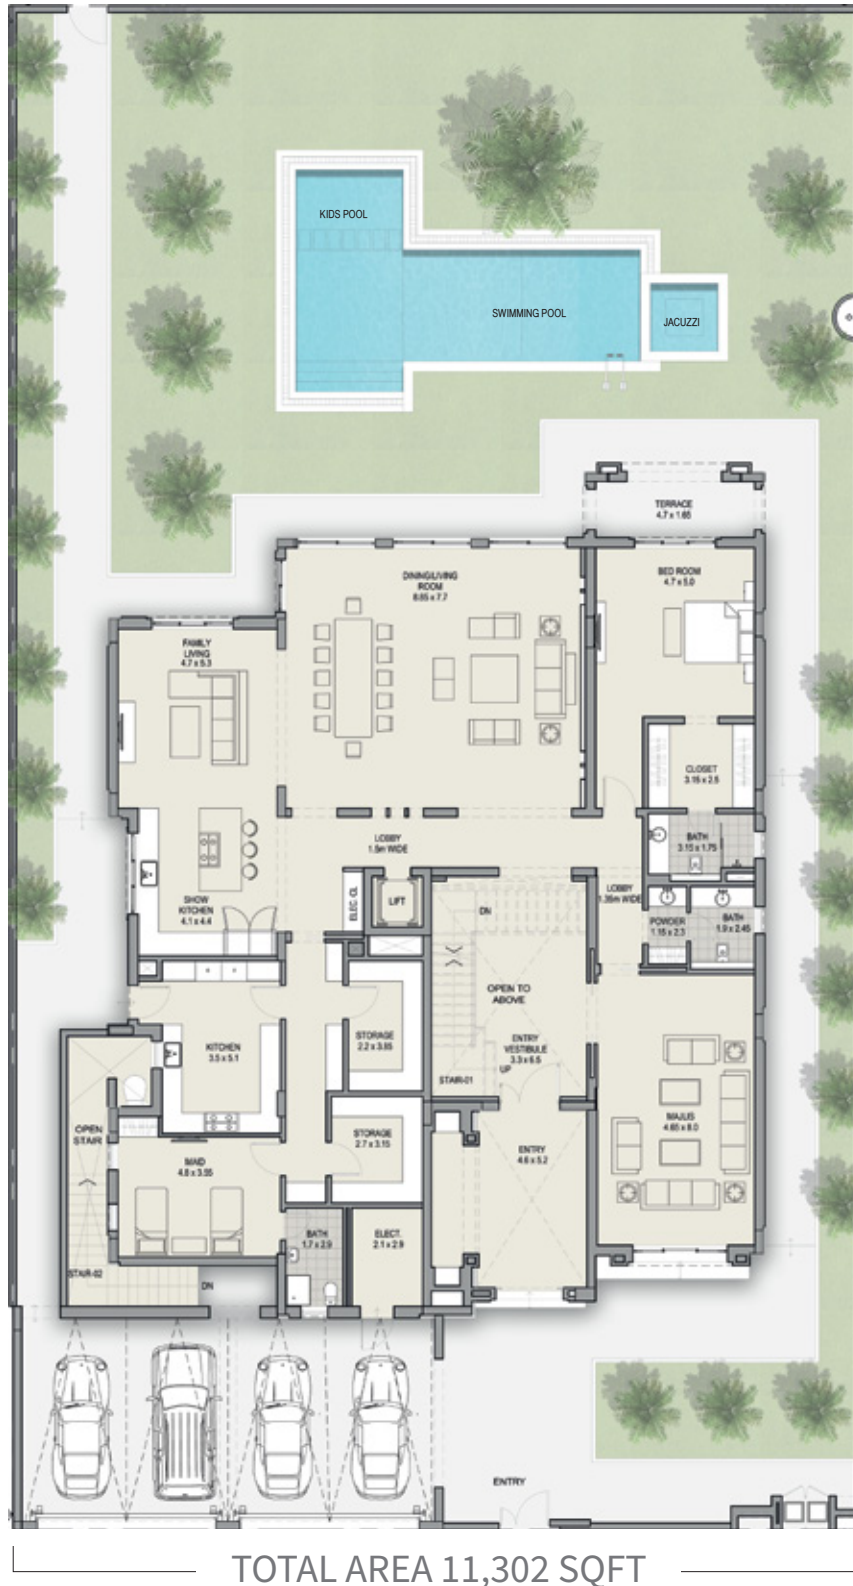 KIDS POOL
SWIMMING POOL
JACUZZI
TERRACE
4.7 x 1.65
DINING/LIVING
ROOM
8.85 x 7.7
BED ROOM
4.7 x 5.0
FAMILY
LIVING
4.7 x 5.3
CLOSET
3.15 x 2.5
LOBBY
1.5m WIDE
BATH
3.15 x 1.75
SHOW
KITCHEN
4.1 x 4.4
ELEC. CL
LIFT
DN
LOBBY
1.35m WIDE
POWDER
1.15 x 2.3
BATH
1.9 x 2.45
OPEN TO
ABOVE
KITCHEN
3.5 x 5.1
STORAGE
2.2 x 3.85
ENTRY
VESTIBULE
3.3 x 6.5
UP
STAIR-01
OPEN
STAIR
STORAGE
2.7 x 3.15
MAJLIS
4.65 x 8.0
MAID
4.8 x 3.55
ENTRY
4.6 x 5.2
BATH
1.7 x 2.9
ELECT.
2.1 x 2.9
STAIR-02
DN
ENTRY
TOTAL AREA 11,302 SQFT